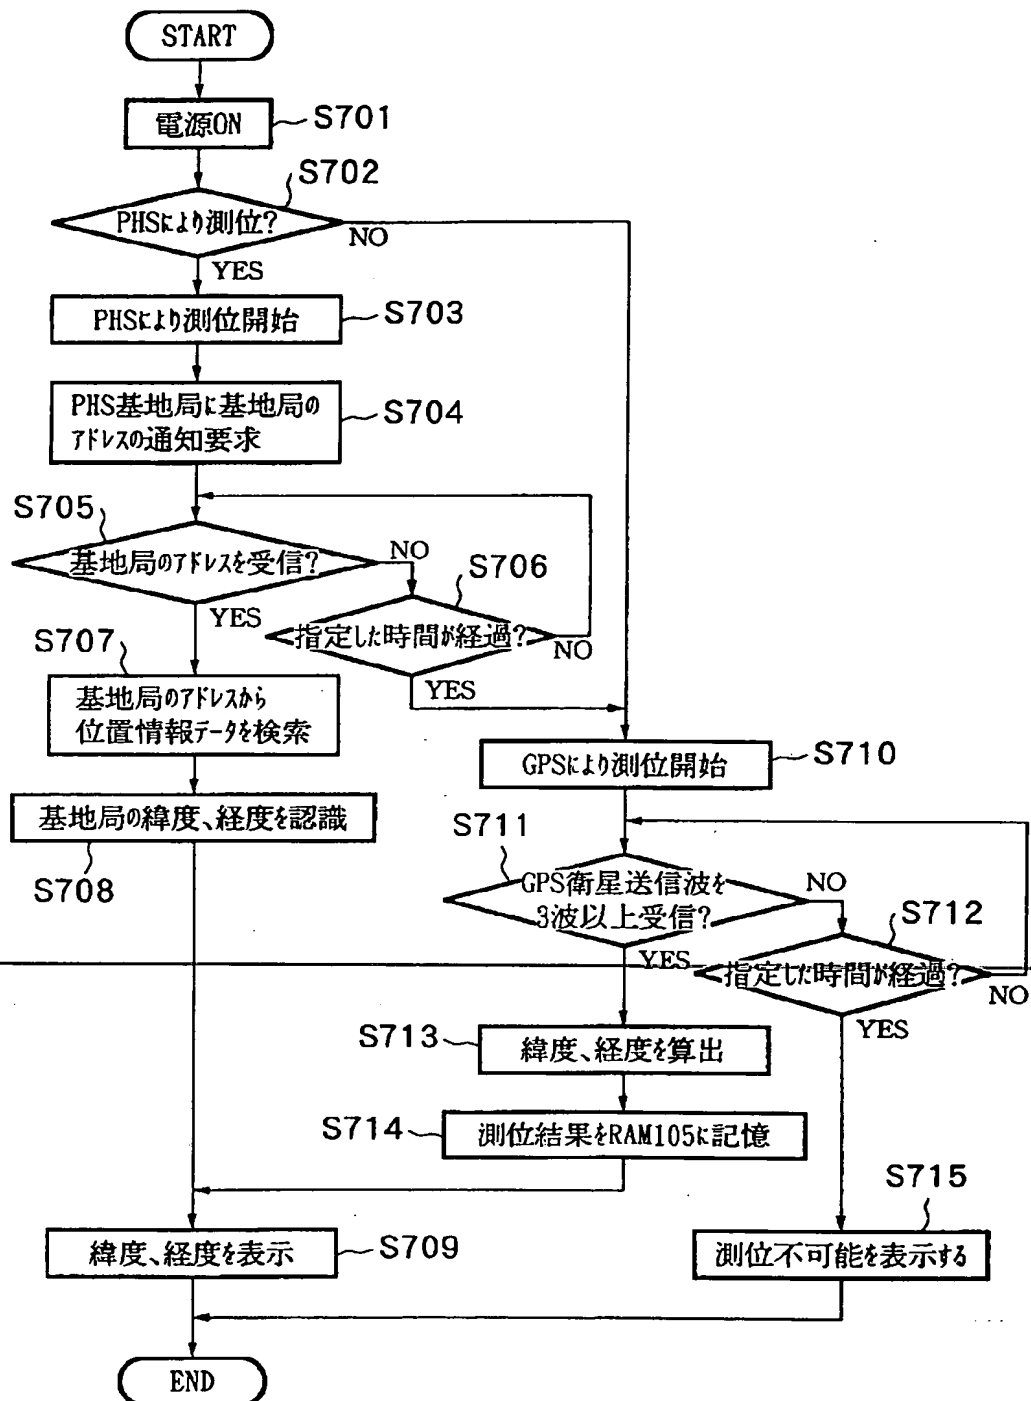 START
電源ON
S701
S702
PHSにより測位?
NO
YES
PHSにより測位開始
S703
PHS基地局に基地局の
アドレスの通知要求
S704
S705
基地局のアドレスを受信?
NO
YES
S706
指定した時間が経過?
NO
YES
S707
基地局のアドレスから
位置情報データを検索
基地局の緯度、経度を認識
S708
GPSにより測位開始
S710
S711
GPS衛星送信波を
3波以上受信?
NO
YES
S712
指定した時間が経過?
NO
YES
S713
緯度、経度を算出
S714
測位結果をRAM105に記憶
S715
測位不可能を表示する
緯度、経度を表示
S709
END